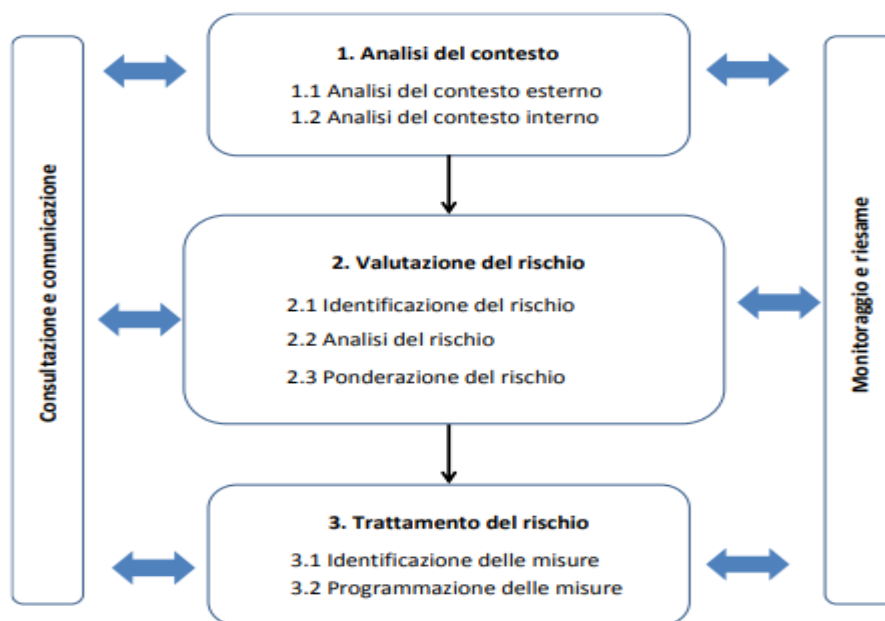 Consultazione e comunicazione
1. Analisi del contesto
1.1 Analisi del contesto esterno
1.2 Analisi del contesto interno
2. Valutazione del rischio
2.1 Identificazione del rischio
2.2 Analisi del rischio
2.3 Ponderazione del rischio
3. Trattamento del rischio
3.1 Identificazione delle misure
3.2 Programmazione delle misure
Monitoraggio e riesame